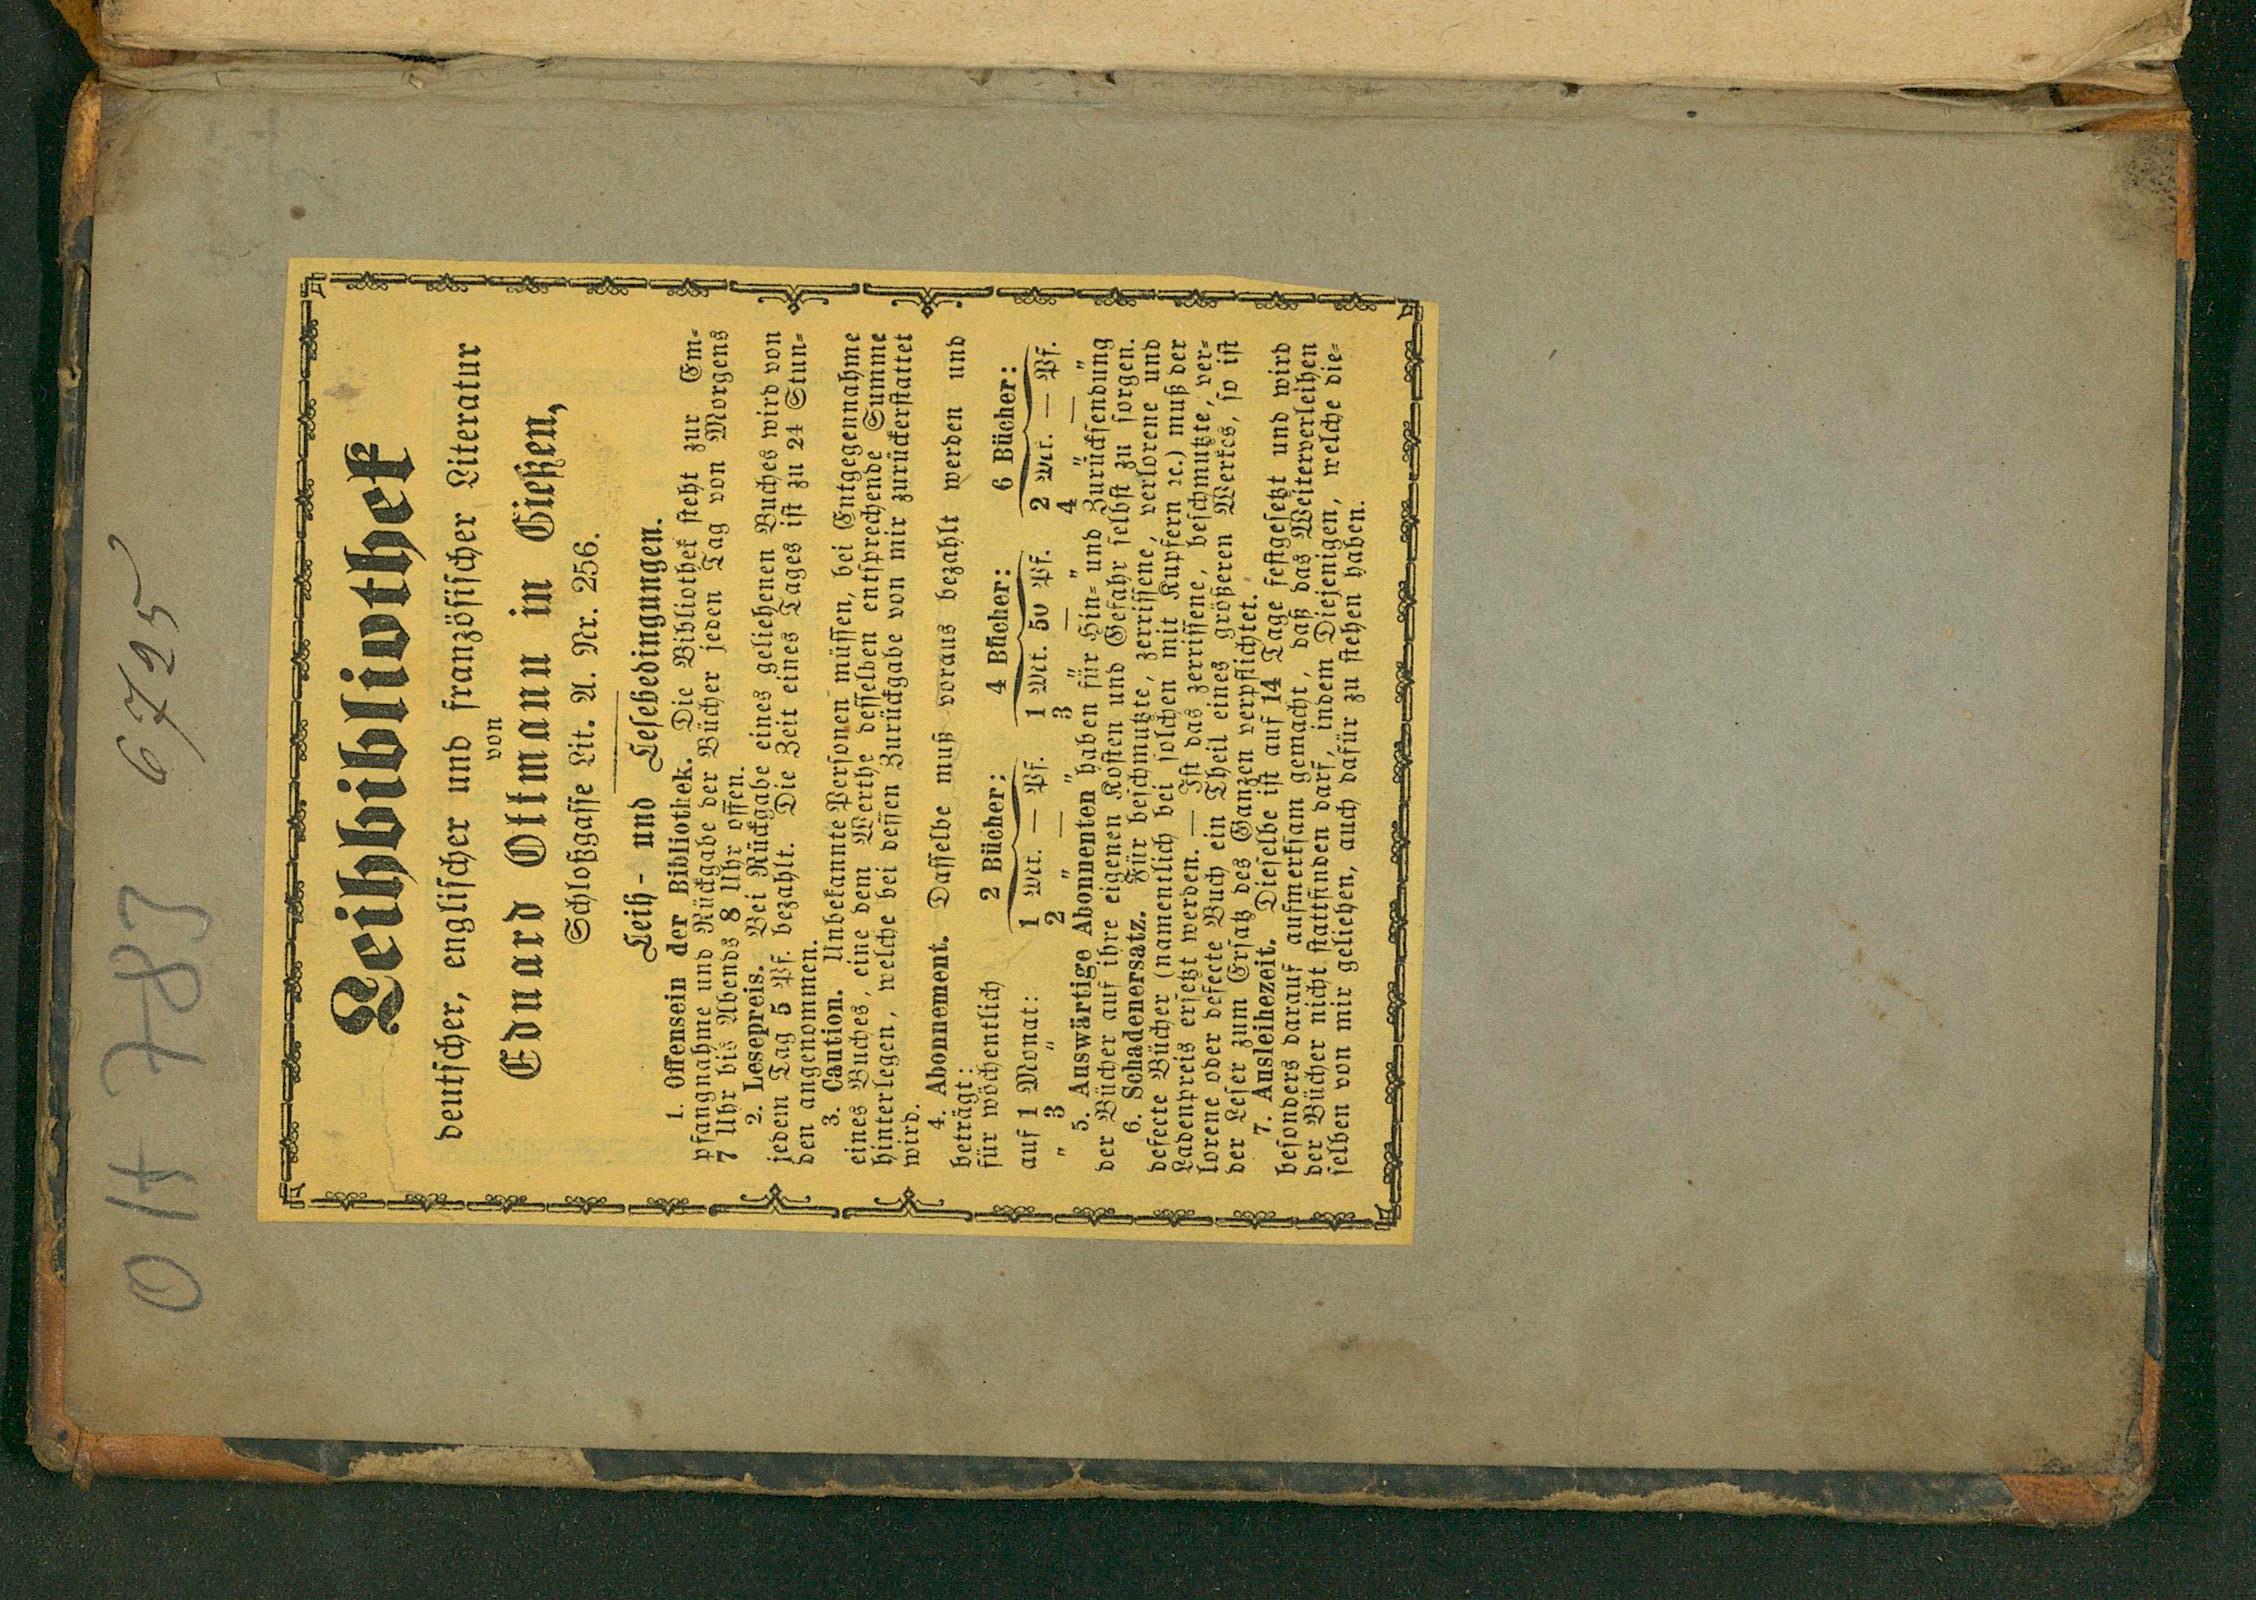 Olt 783 6725
Leihbibliothek
deutscher, englischer und französischer Literatur
von
Eduard Ottmann in Gießen,
Schloßgasse Lit. A. Nr. 256.
Leih- und Lesebedingungen.
1. Offensein der Bibliothek. Die Bibliothek steht zur Em-
pfangnahme und Rückgabe der Bücher jeden Tag von Morgens
7 Uhr bis Abends 8 Uhr offen.
2. Lesepreis. Bei Rückgabe eines geliehenen Buches wird von
jedem Tag 5 Pf. bezahlt. Die Zeit eines Tages ist zu 24 Stun-
den angenommen.
3. Caution. Unbekannte Personen müssen, bei Entgegennahme
eines Buches, eine dem Werthe desselben entsprechende Summe
hinterlegen, welche bei dessen Zurückgabe von mir zurückerstattet
wird.
4. Abonnement. Dasselbe muß voraus bezahlt werden und
beträgt:
für wöchentlich 2 Bücher: 4 Bücher: 6 Bücher:
auf 1 Monat: 1 Mk. — Pf. 1 Mk. 50 Pf. 2 Mk. — Pf.
„ 3 „ 2 „ — „ 3 „ — „ 4 „ — „
5. Auswärtige Abonnenten haben für Hin- und Zurücksendung
der Bücher auf ihre eigenen Kosten und Gefahr selbst zu sorgen.
6. Schadenersatz. Für beschmutzte, zerrissene, verlorene und
defecte Bücher (namentlich bei solchen mit Kupfern ꝛc.) muß der
Ladenpreis ersetzt werden. — Ist das zerrissene, beschmutzte, ver-
lorene oder defecte Buch ein Theil eines größeren Werkes, so ist
der Leser zum Ersatz des Ganzen verpflichtet.
7. Ausleihezeit. Dieselbe ist auf 14 Tage festgesetzt und wird
besonders darauf aufmerksam gemacht, daß das Weiterverleihen
der Bücher nicht stattfinden darf, indem Diejenigen, welche die-
selben von mir geliehen, auch dafür zu stehen haben.